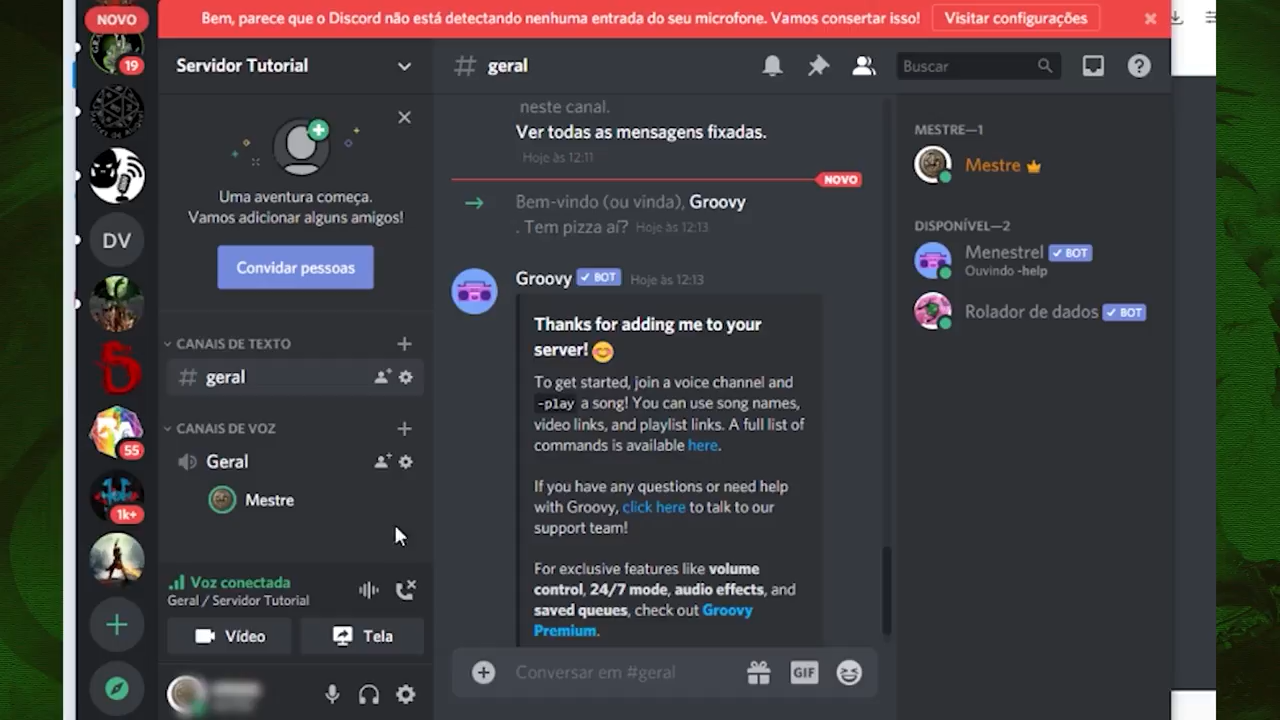 NOVO
Bem, parece que o Discord não está detectando nenhuma entrada do seu microfone. Vamos consertar isso!
Visitar configurações
19
DV
55
1k+
Servidor Tutorial
Uma aventura começa.
Vamos adicionar alguns amigos!
Convidar pessoas
CANAIS DE TEXTO
geral
CANAIS DE VOZ
Geral
Mestre
Voz conectada
Geral / Servidor Tutorial
Vídeo
Tela
# geral
Buscar
neste canal.
Ver todas as mensagens fixadas.
Hoje às 12:11
NOVO
Bem-vindo (ou vinda), Groovy
. Tem pizza aí? Hoje às 12:13
Groovy BOT Hoje às 12:13
Thanks for adding me to your
server!
To get started, join a voice channel and
-play a song! You can use song names,
video links, and playlist links. A full list of
commands is available here.
If you have any questions or need help
with Groovy, click here to talk to our
support team!
For exclusive features like volume
control, 24/7 mode, audio effects, and
saved queues, check out Groovy
Premium.
Conversar em #geral
GIF
MESTRE—1
Mestre
DISPONÍVEL—2
Menestrel BOT
Ouvindo -help
Rolador de dados BOT